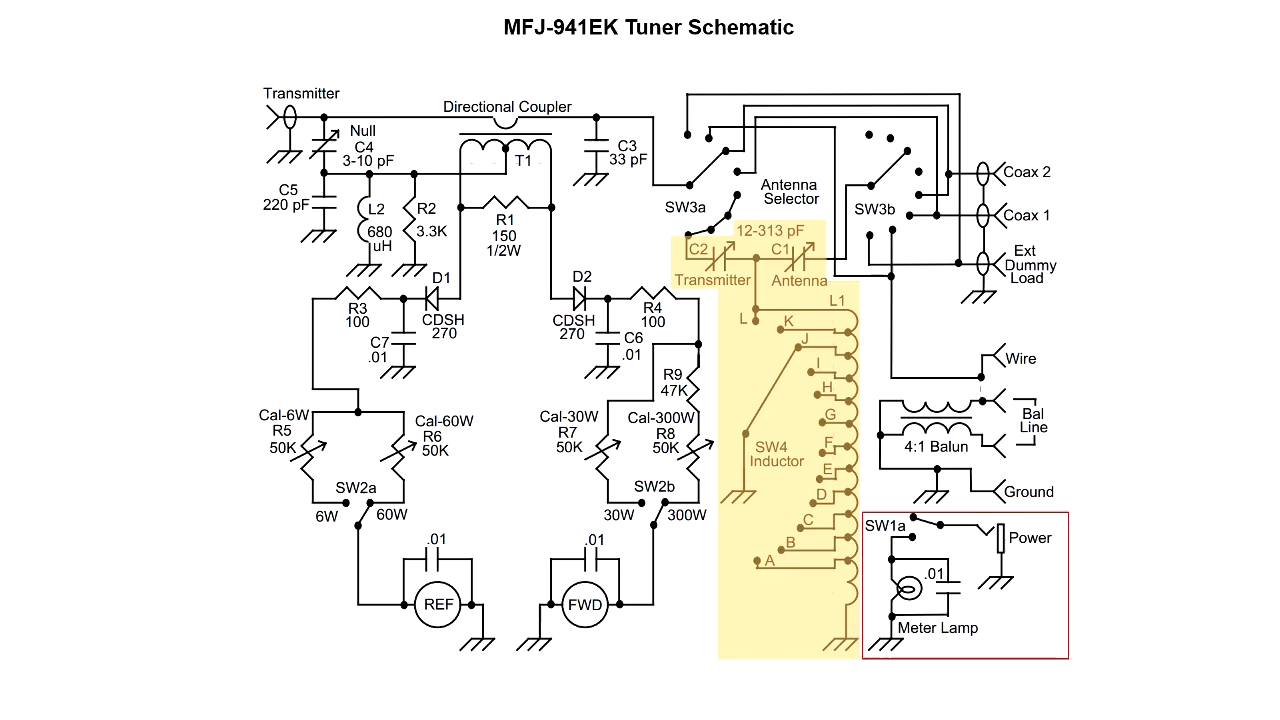 MFJ-941EK Tuner Schematic
Transmitter
Directional Coupler
Null
C4
3-10 pF
T1
C3
33 pF
C5
220 pF
L2
680
uH
R2
3.3K
R1
150
1/2W
SW3a
Antenna
Selector
SW3b
Coax 2
Coax 1
Ext
Dummy
Load
12-313 pF
C2
C1
Transmitter
Antenna
D1
CDSH
270
D2
CDSH
270
R3
100
R4
100
C7
.01
C6
.01
L1
L
K
J
I
H
G
F
E
D
C
B
A
SW4
Inductor
R9
47K
Wire
Bal
Line
4:1 Balun
Ground
Cal-6W
R5
50K
Cal-60W
R6
50K
Cal-30W
R7
50K
Cal-300W
R8
50K
SW2a
6W
60W
SW2b
30W
300W
.01
REF
.01
FWD
SW1a
Power
.01
Meter Lamp